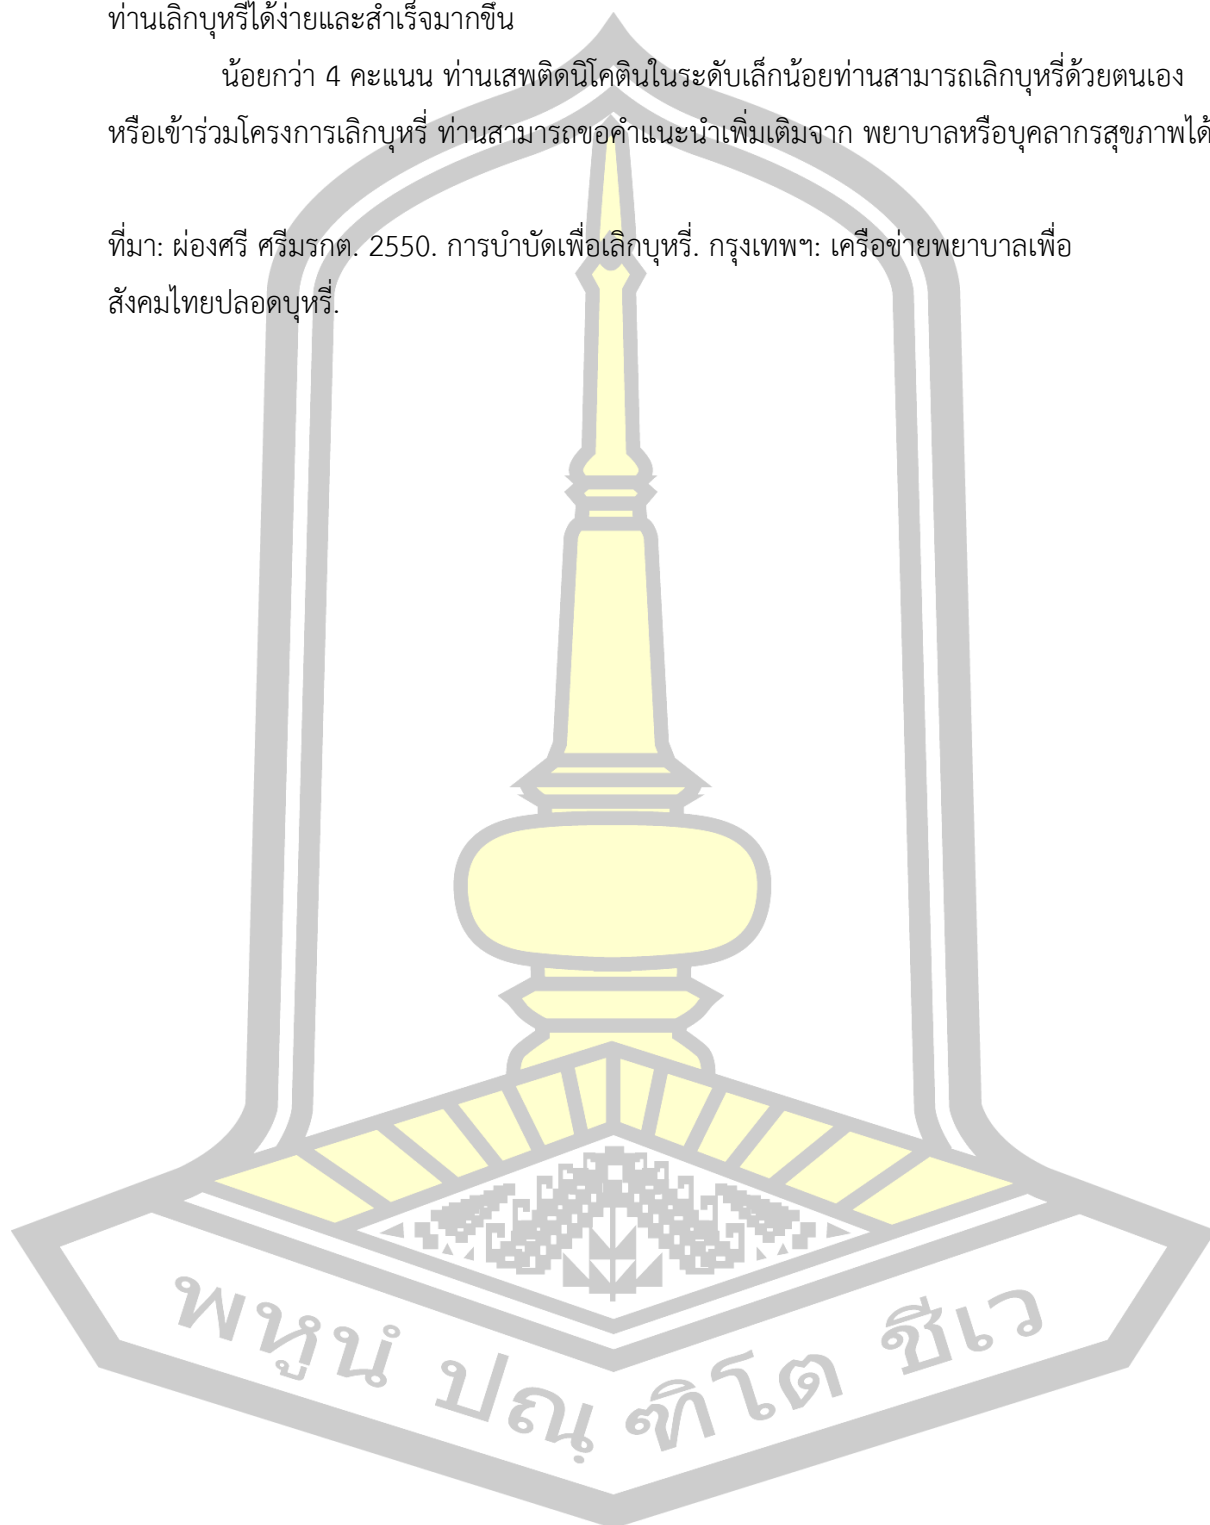 ท่านเลิกบุหรี่ได้ง่ายและสำเร็จมากขึ้น
น้อยกว่า 4 คะแนน ท่านเสพติดนิโคตินในระดับเล็กน้อยท่านสามารถเลิกบุหรี่ด้วยตนเอง
หรือเข้าร่วมโครงการเลิกบุหรี่ ท่านสามารถขอคำแนะนำเพิ่มเติมจาก พยาบาลหรือบุคลากรสุขภาพได้
ที่มา: ผ่องศรี ศรีมรกต. 2550. การบำบัดเพื่อเลิกบุหรี่. กรุงเทพฯ: เครือข่ายพยาบาลเพื่อ
สังคมไทยปลอดบุหรี่.
พหูนํ ปณฺฑิโต ชีเว